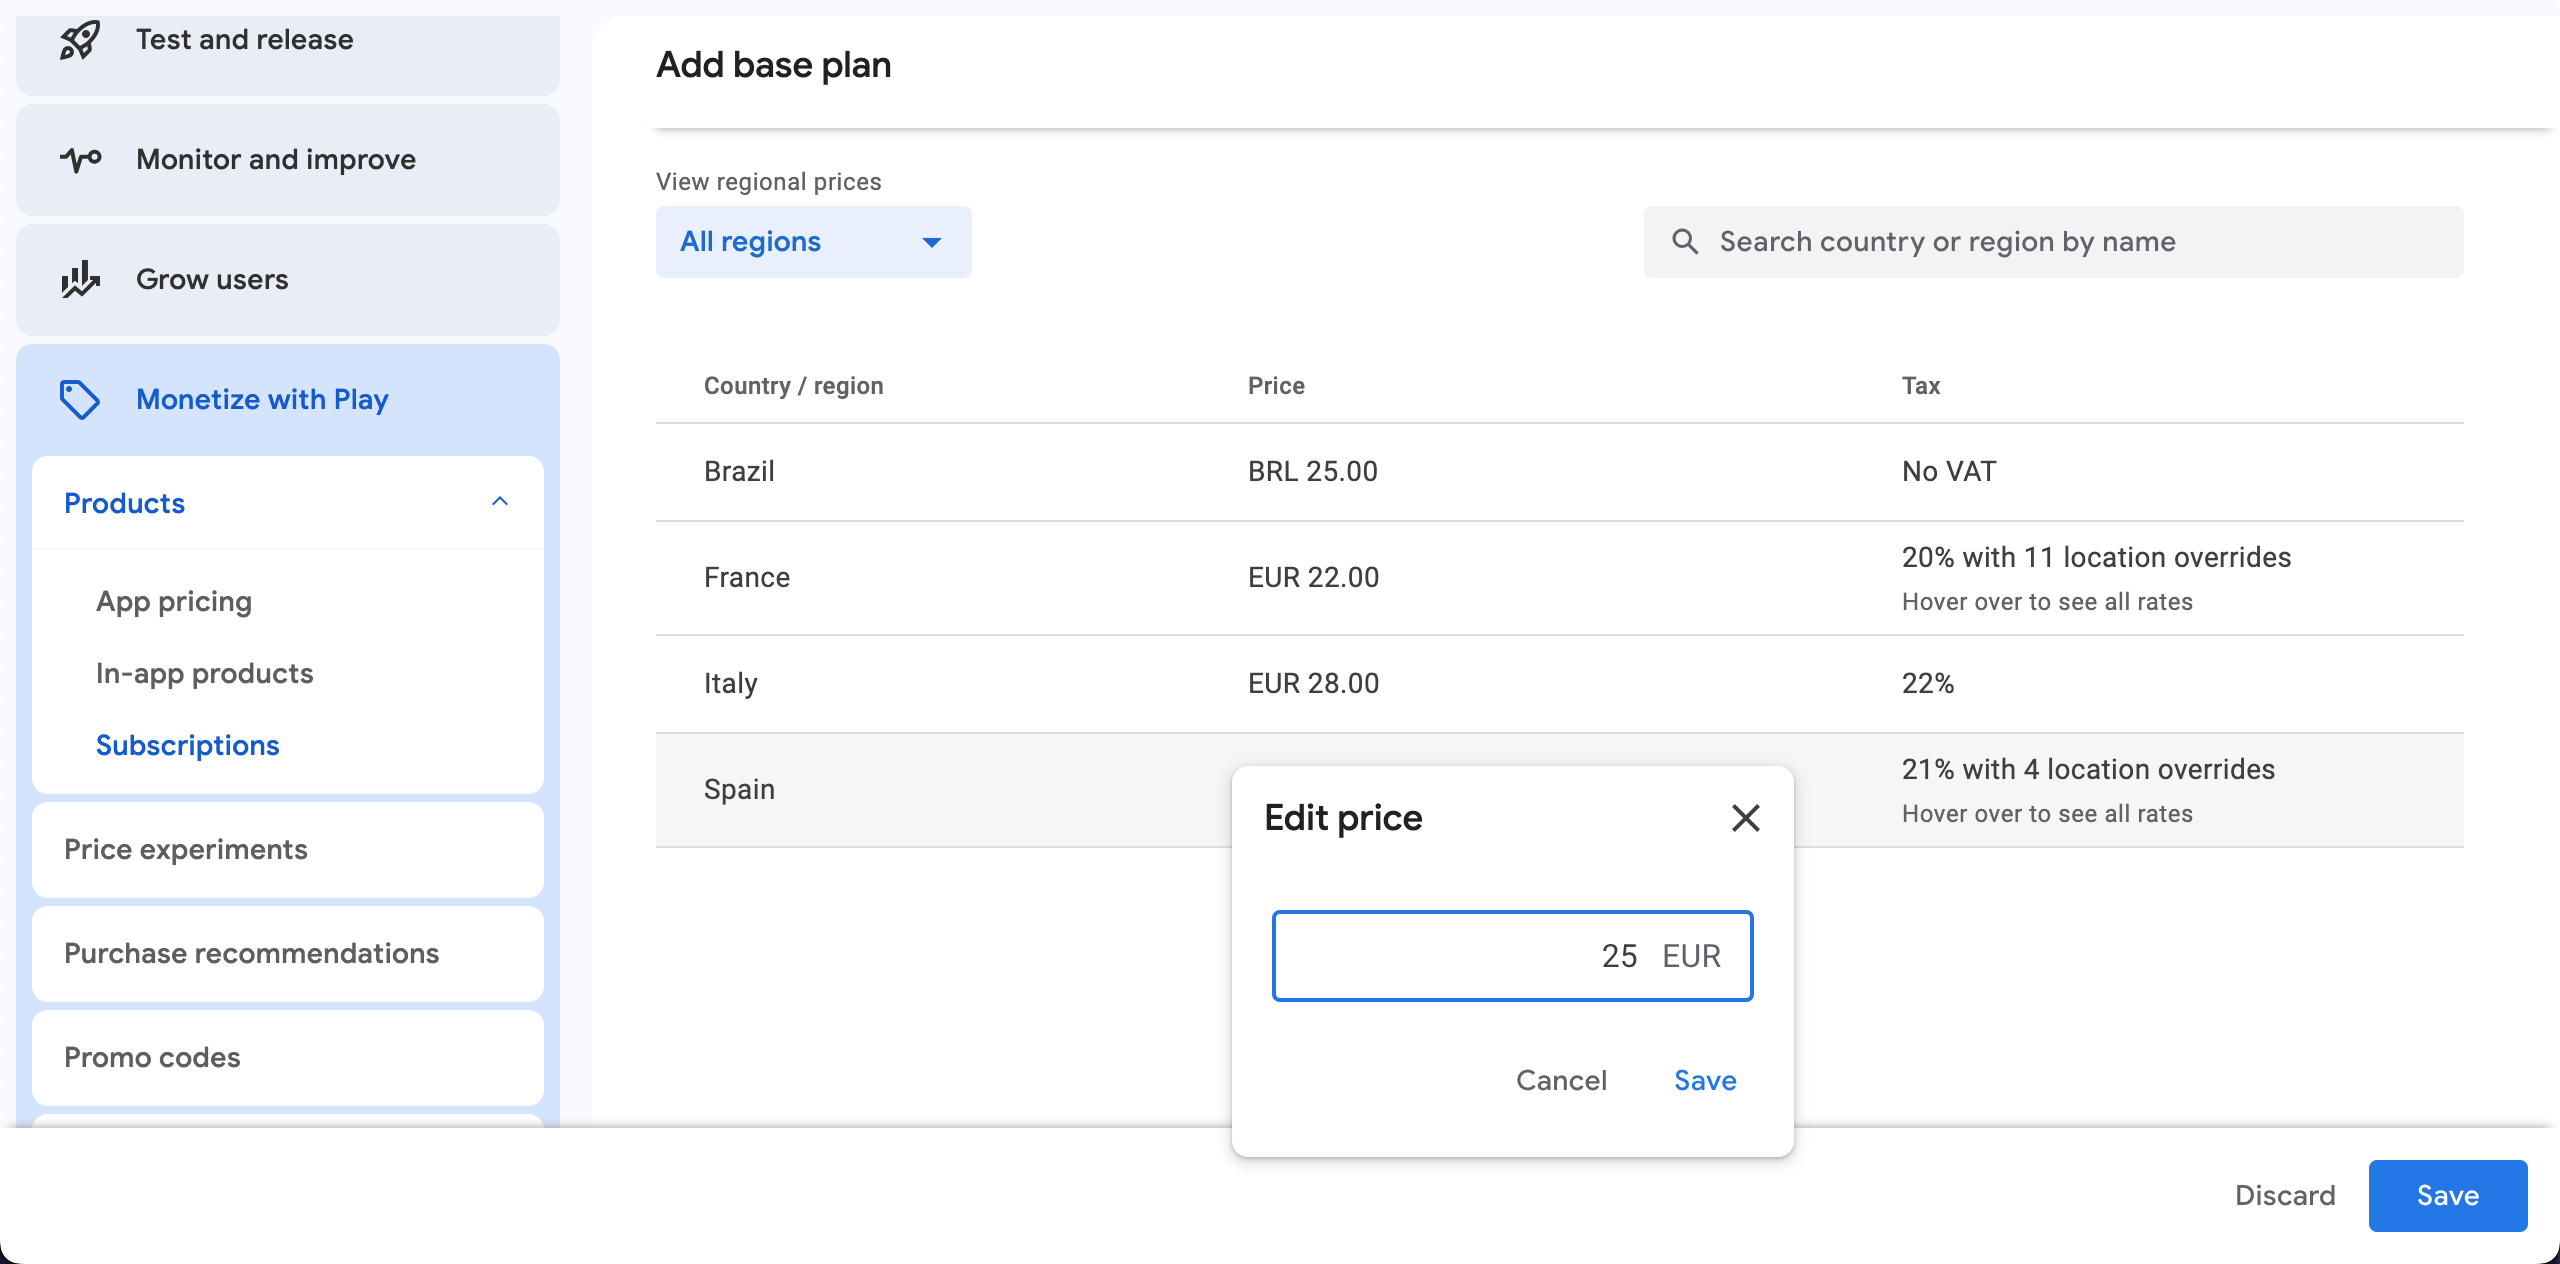 Test and release
Monitor and improve
Grow users
Monetize with Play
Products
App pricing
In-app products
Subscriptions
Price experiments
Purchase recommendations
Promo codes
Add base plan
View regional prices
All regions
Search country or region by name
Country / region Price Tax
Brazil BRL 25.00 No VAT
France EUR 22.00 20% with 11 location overrides
Hover over to see all rates
Italy EUR 28.00 22%
Spain 21% with 4 location overrides
Hover over to see all rates
Edit price
25 EUR
Cancel Save
Discard Save